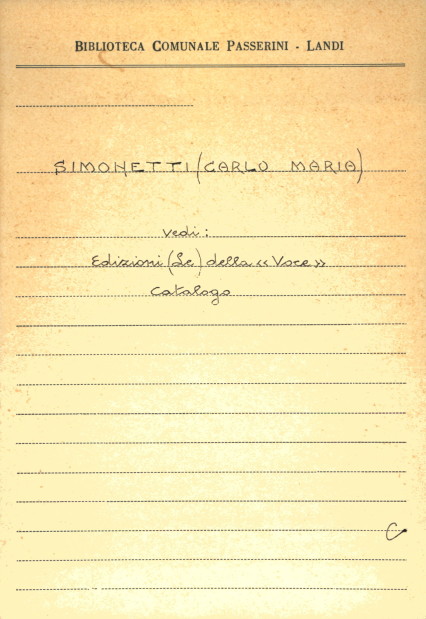 BIBLIOTECA COMUNALE PASSERINI - LANDI
SIMONETTI (CARLO MARIA)
vedi:
Edizioni (Le) della «Voce»
Catalogo
C